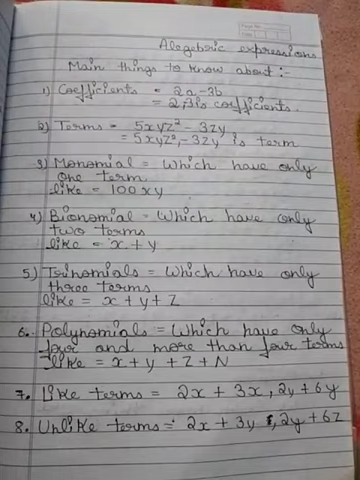 Alegebric expressions
Main things to know about :-
1) Coefficients = 2a - 3b
= 2,3 is coefficients.
2) Terms = 5xyz² - 3zy
= 5xyz², -3zy is term
3) Monomial = Which have only
one term
like = 100xy
4) Bionomial = Which have only
two terms
like = x + y
5) Trinomials = Which have only
three terms
like = x + y + z
6. Polynomials = Which have only
four and more than four terms
like = x + y + z + N
7. Like terms = 2x + 3x, 2y + 6y
8. Unlike terms = 2x + 3y, 2y + 6z